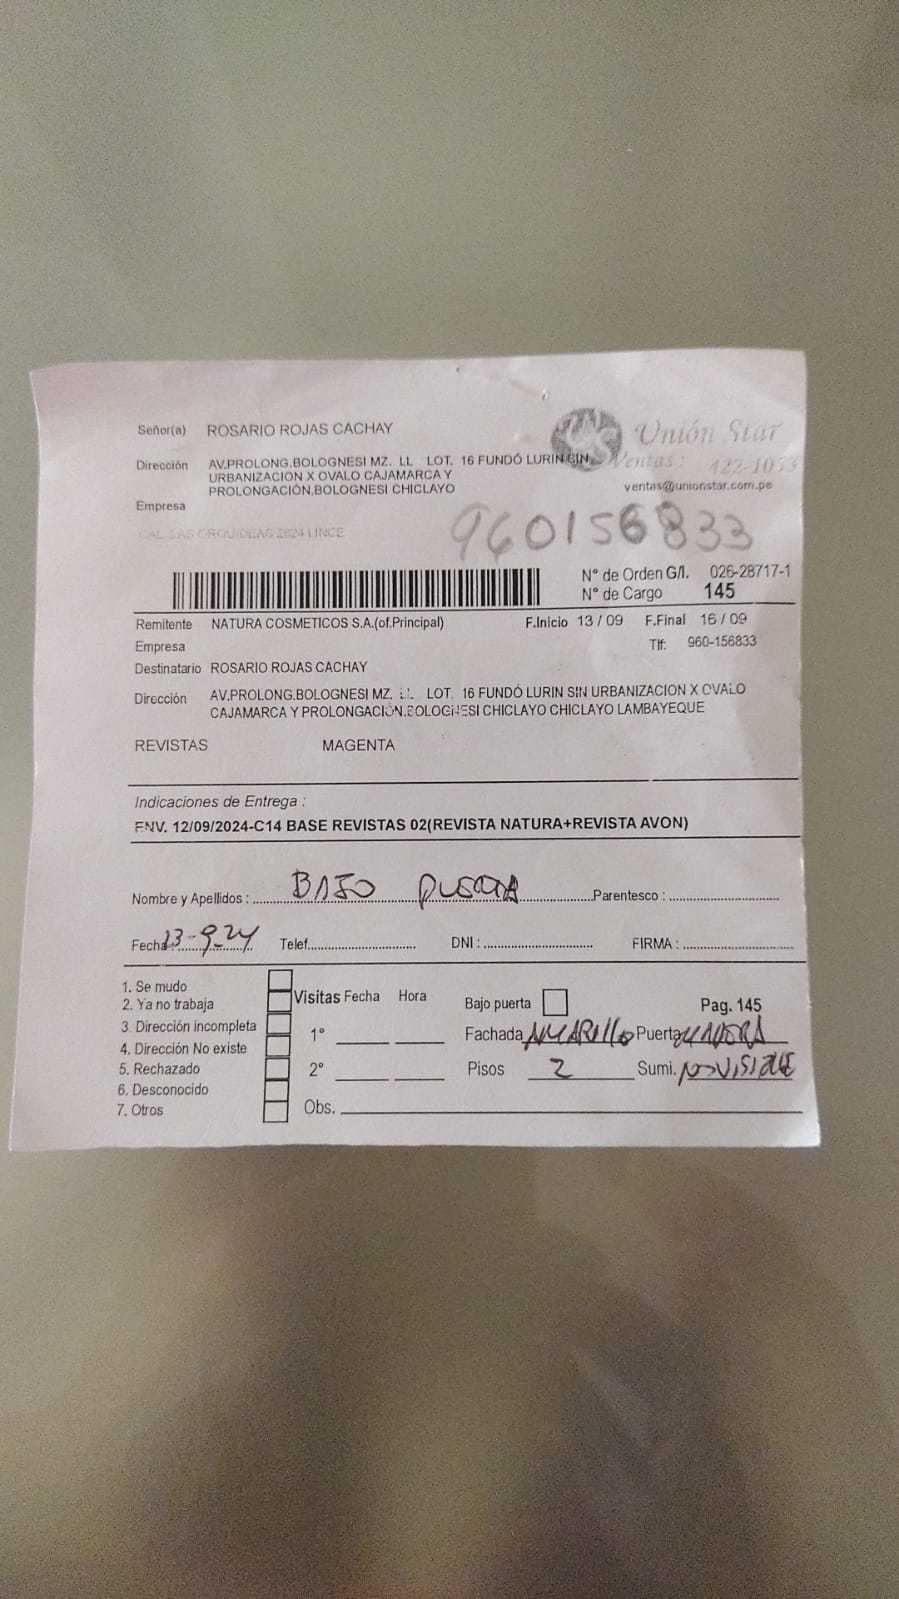 Señor(a) ROSARIO ROJAS CACHAY
Unión Star
Dirección AV.PROLONG.BOLOGNESI MZ. LL LOT. 16 FUNDÓ LURIN SIN
Ventas: 422-1053
URBANIZACION X OVALO CAJAMARCA Y
PROLONGACIÓN.BOLOGNESI CHICLAYO
ventas@unionstar.com.pe
Empresa
CAL LAS ORQUIDEAS 2624 LINCE
960156833
N° de Orden G/I. 026-28717-1
N° de Cargo 145
Remitente NATURA COSMETICOS S.A.(of.Principal) F.Inicio 13 / 09 F.Final 16 / 09
Empresa Tlf: 960-156833
Destinatario ROSARIO ROJAS CACHAY
Dirección AV.PROLONG.BOLOGNESI MZ. LL LOT. 16 FUNDÓ LURIN SIN URBANIZACION X OVALO
CAJAMARCA Y PROLONGACIÓN.BOLOGNESI CHICLAYO CHICLAYO LAMBAYEQUE
REVISTAS MAGENTA
Indicaciones de Entrega :
ENV. 12/09/2024-C14 BASE REVISTAS 02(REVISTA NATURA+REVISTA AVON)
Nombre y Apellidos : BAJO PUERTA Parentesco :
Fecha : 13-9-24 Telef. DNI : FIRMA :
1. Se mudo
2. Ya no trabaja
3. Dirección incompleta
4. Dirección No existe
5. Rechazado
6. Desconocido
7. Otros
Visitas Fecha Hora
1°
2°
Obs.
Bajo puerta Pag. 145
Fachada AMARILLO Puerta MADERA
Pisos 2 Sumi. NO VISIBLE